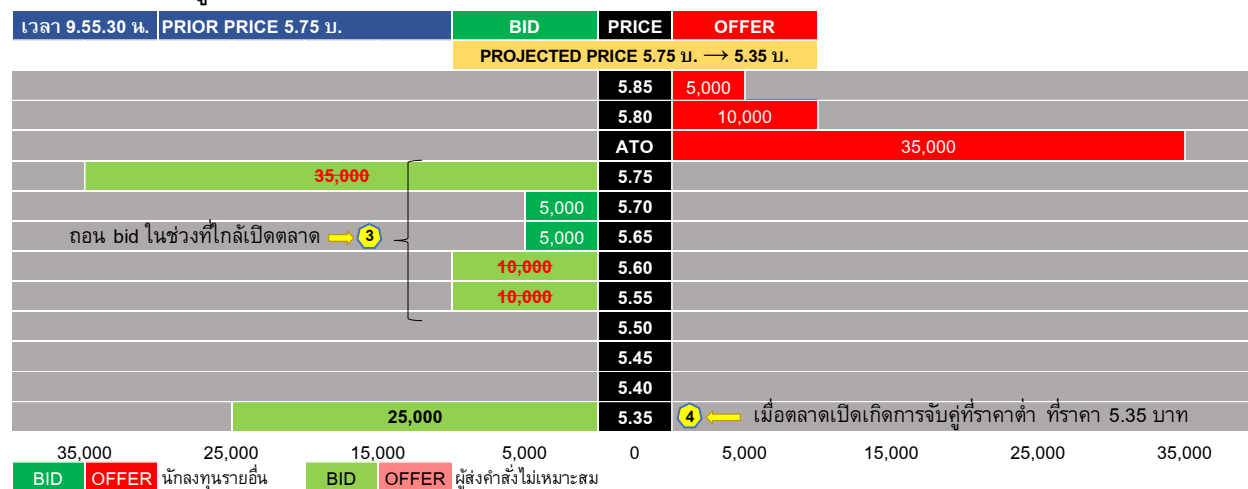 เวลา 9.55.30 น. PRIOR PRICE 5.75 บ. BID PRICE OFFER
PROJECTED PRICE 5.75 บ. → 5.35 บ.
5.85 5,000
5.80 10,000
ATO 35,000
35,000 5.75
5,000 5.70
ถอน bid ในช่วงที่ใกล้เปิดตลาด 3 5,000 5.65
10,000 5.60
10,000 5.55
5.50
5.45
5.40
25,000 5.35 4 เมื่อตลาดเปิดเกิดการจับคู่ที่ราคาต่ำ ที่ราคา 5.35 บาท
35,000 25,000 15,000 5,000 0 5,000 15,000 25,000 35,000
BID OFFER นักลงทุนรายอื่น BID OFFER ผู้ส่งคำสั่งไม่เหมาะสม